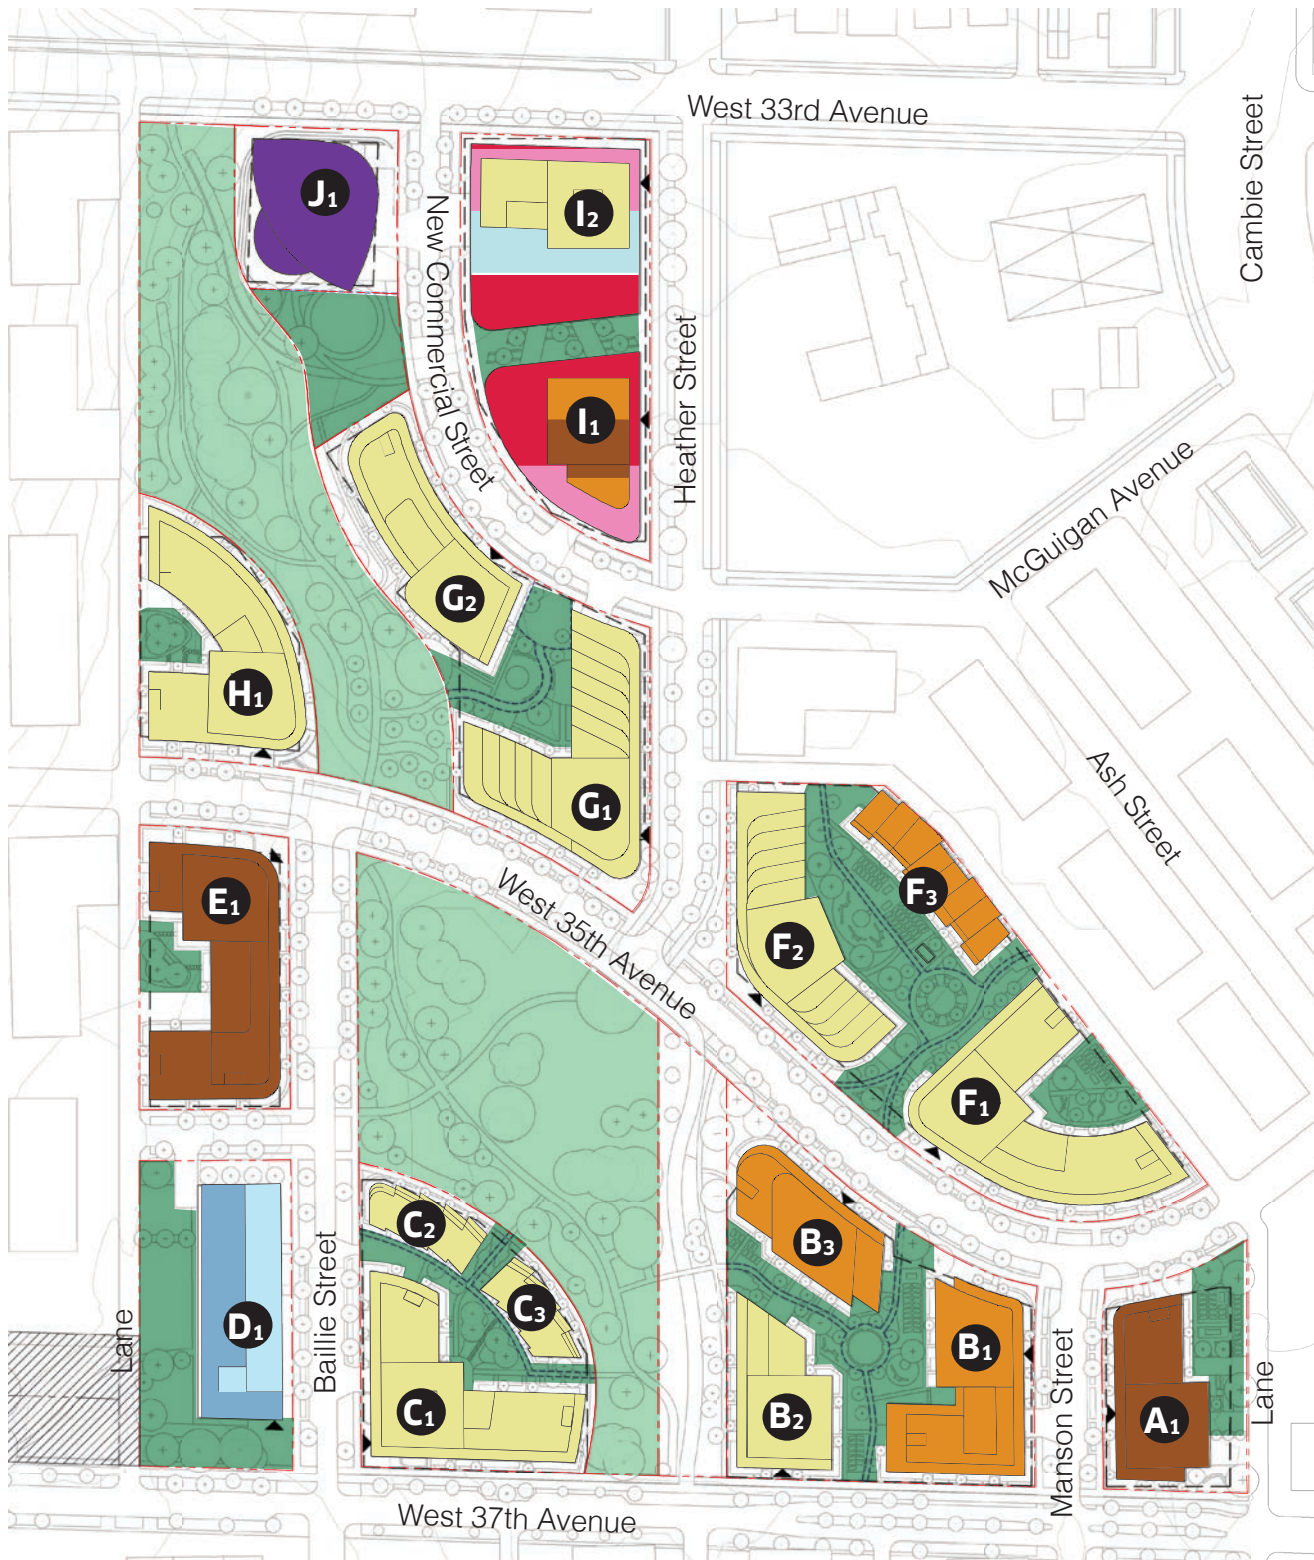 West 33rd Avenue
Cambie Street
J1
I2
New Commercial Street
Heather Street
I1
McGuigan Avenue
G2
H1
G1
Ash Street
E1
F3
West 35th Avenue
F2
F1
C2
B3
Baillie Street
C3
D1
Lane
B1
Manson Street
Lane
C1
B2
A1
West 37th Avenue